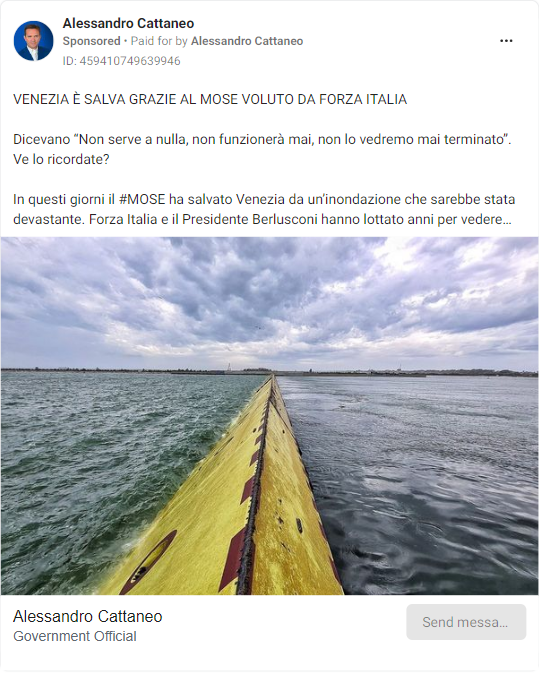 Alessandro Cattaneo
Sponsored • Paid for by Alessandro Cattaneo
ID: 459410749639946
VENEZIA È SALVA GRAZIE AL MOSE VOLUTO DA FORZA ITALIA
Dicevano “Non serve a nulla, non funzionerà mai, non lo vedremo mai terminato”.
Ve lo ricordate?
In questi giorni il #MOSE ha salvato Venezia da un’inondazione che sarebbe stata
devastante. Forza Italia e il Presidente Berlusconi hanno lottato anni per vedere...
Alessandro Cattaneo
Government Official
Send messa...